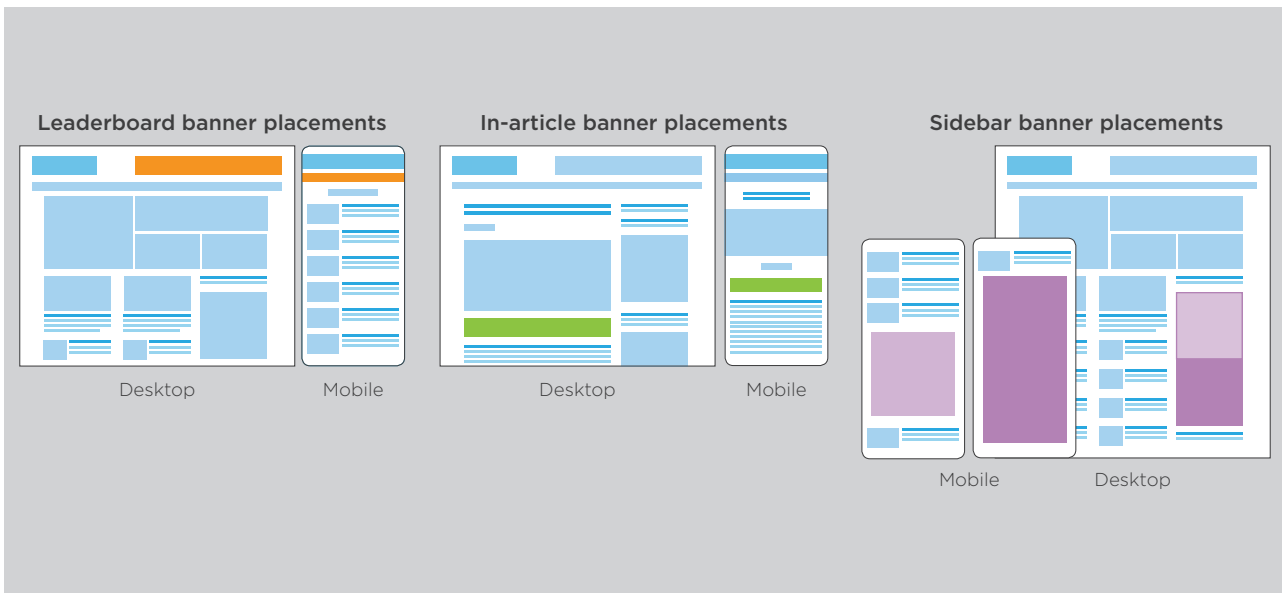 Leaderboard banner placements
Desktop
Mobile
In-article banner placements
Desktop
Mobile
Sidebar banner placements
Mobile
Desktop